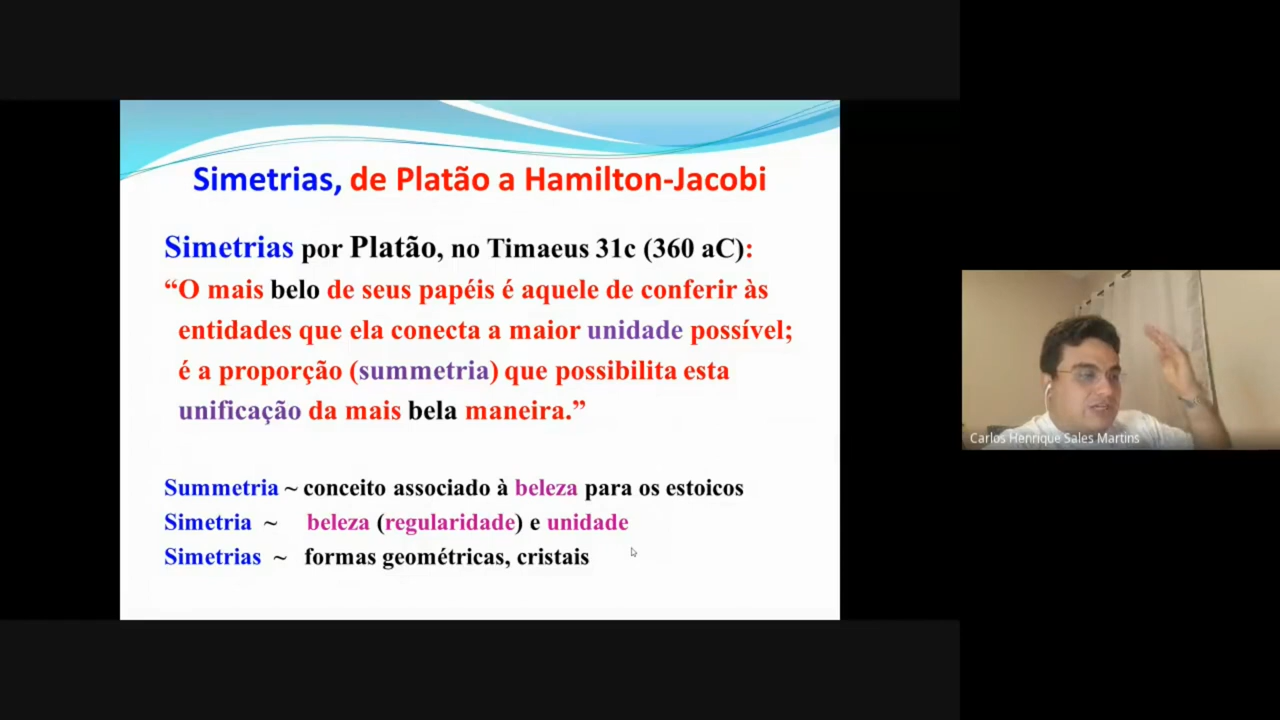 Simetrias, de Platão a Hamilton-Jacobi
Simetrias por Platão, no Timaeus 31c (360 aC):
“O mais belo de seus papéis é aquele de conferir às
entidades que ela conecta a maior unidade possível;
é a proporção (summetria) que possibilita esta
unificação da mais bela maneira.”
Summetria ~ conceito associado à beleza para os estoicos
Simetria ~ beleza (regularidade) e unidade
Simetrias ~ formas geométricas, cristais
Carlos Henrique Sales Martins